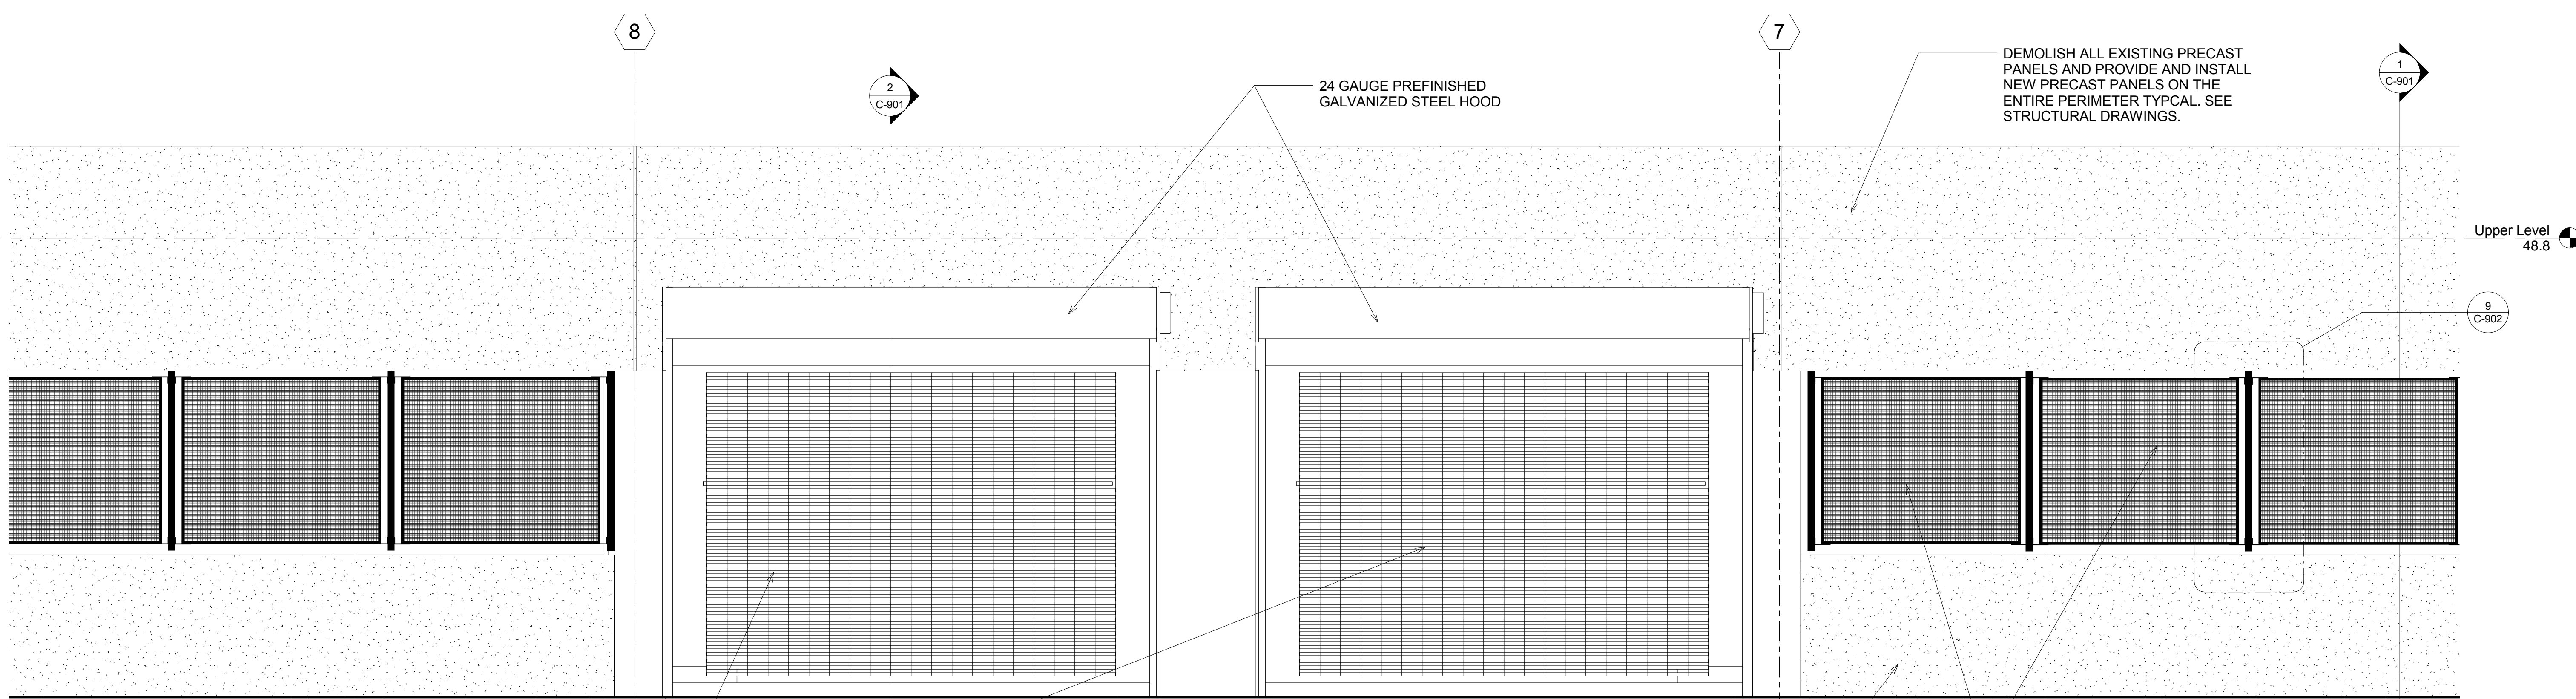 8
7
2
C-901
24 GAUGE PREFINISHED
GALVANIZED STEEL HOOD
DEMOLISH ALL EXISTING PRECAST
PANELS AND PROVIDE AND INSTALL
NEW PRECAST PANELS ON THE
ENTIRE PERIMETER TYPCAL. SEE
STRUCTURAL DRAWINGS.
1
C-901
Upper Level
48.8
9
C-902